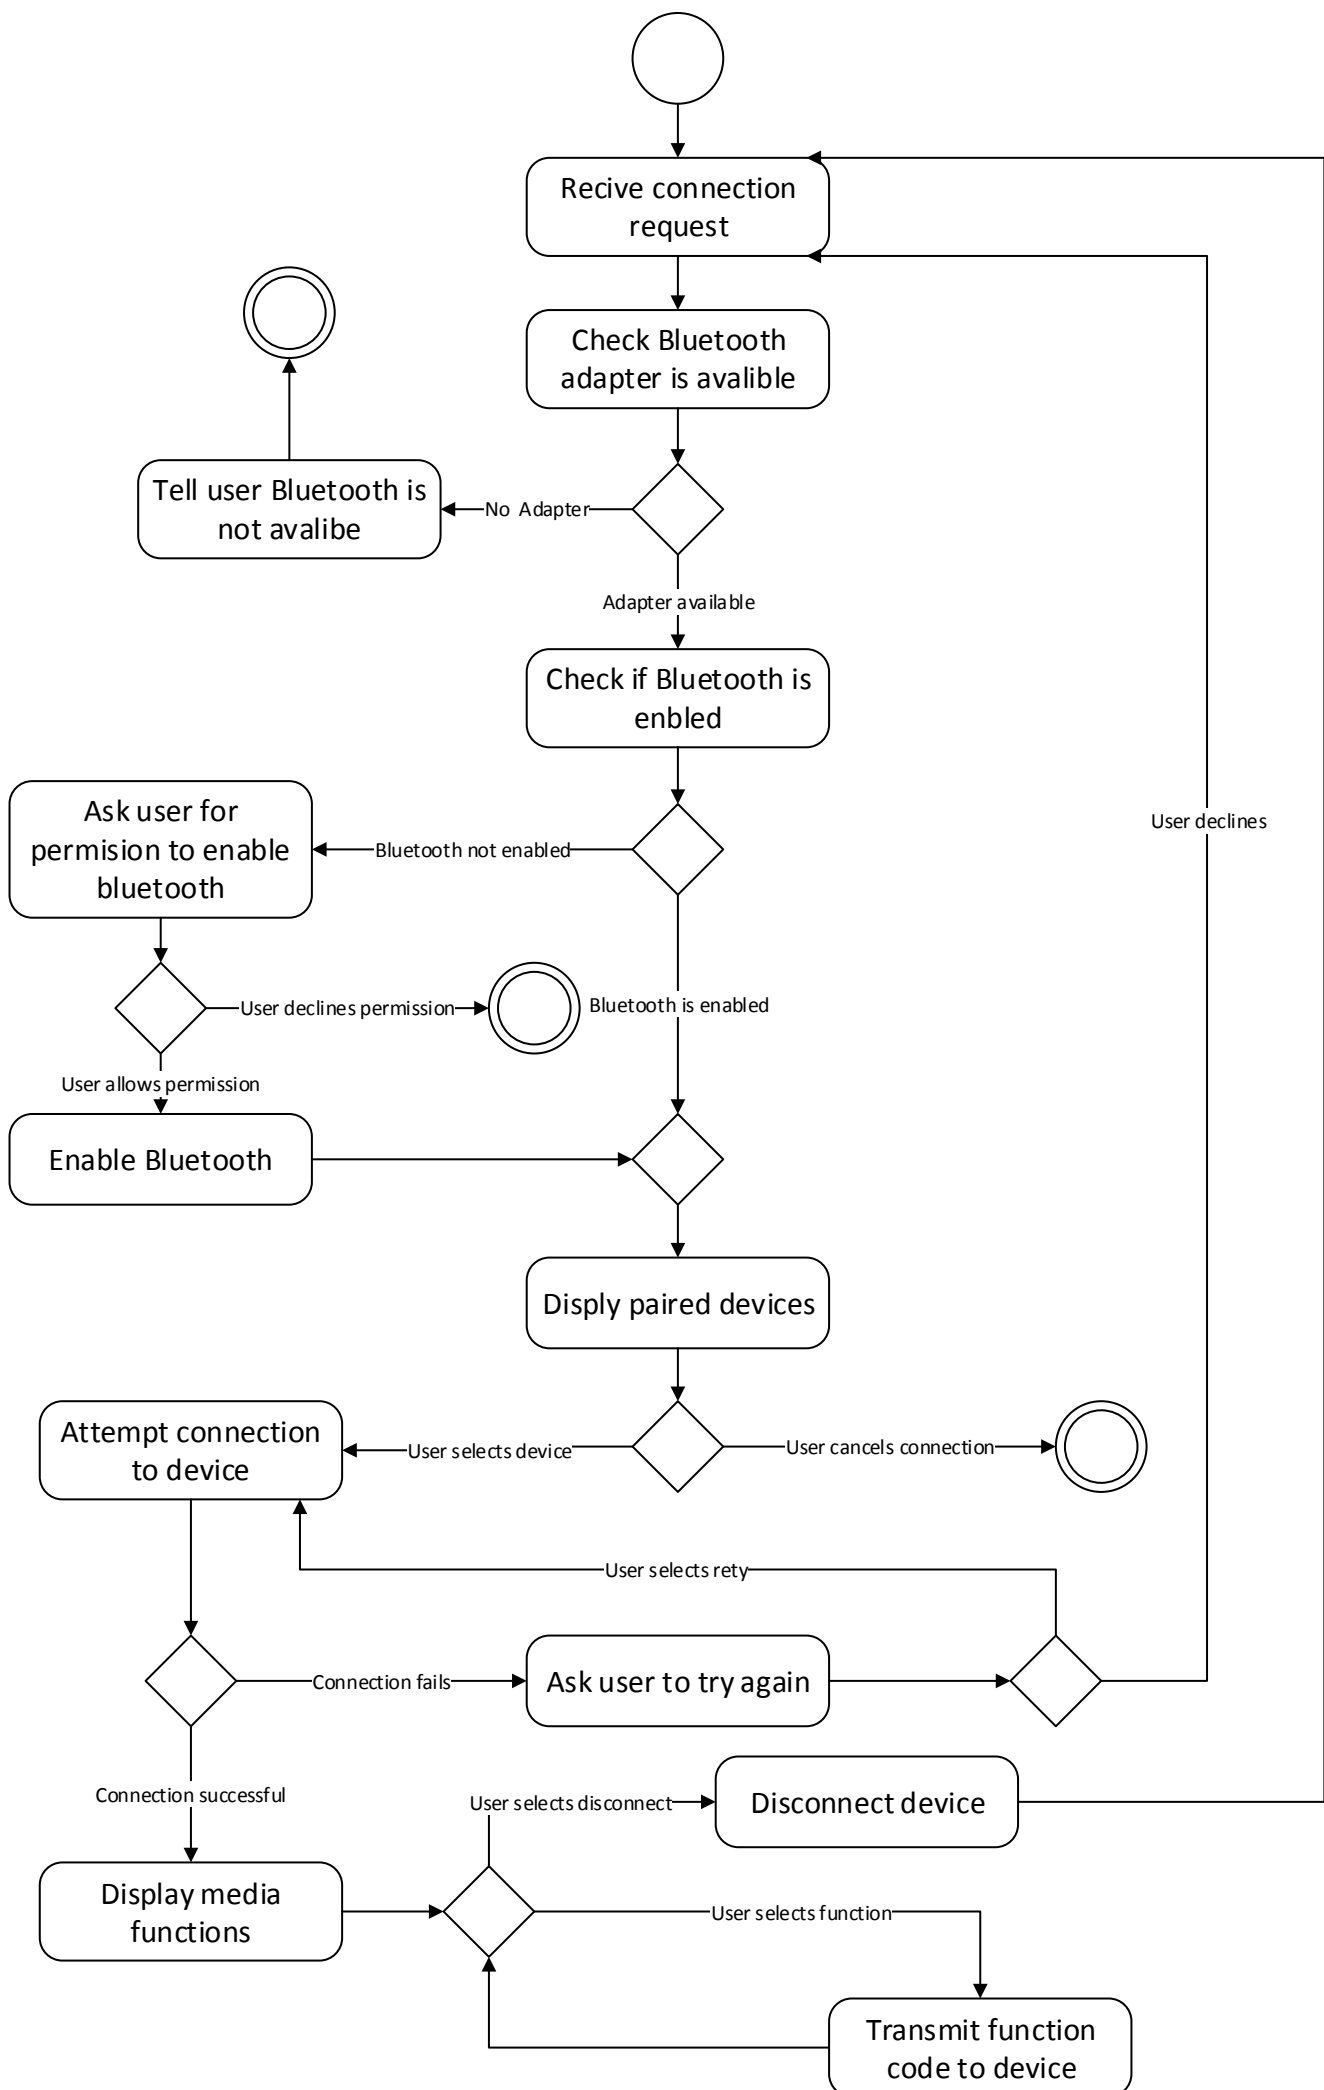 Recive connection
request
Check Bluetooth
adapter is avalible
Tell user Bluetooth is
not avalibe
No Adapter
Adapter available
Check if Bluetooth is
enbled
Ask user for
permision to enable
bluetooth
Bluetooth not enabled
User declines
User declines permission
Bluetooth is enabled
User allows permission
Enable Bluetooth
Disply paired devices
Attempt connection
to device
User selects device
User cancels connection
User selects rety
Connection fails
Ask user to try again
Connection successful
User selects disconnect
Disconnect device
Display media
functions
User selects function
Transmit function
code to device